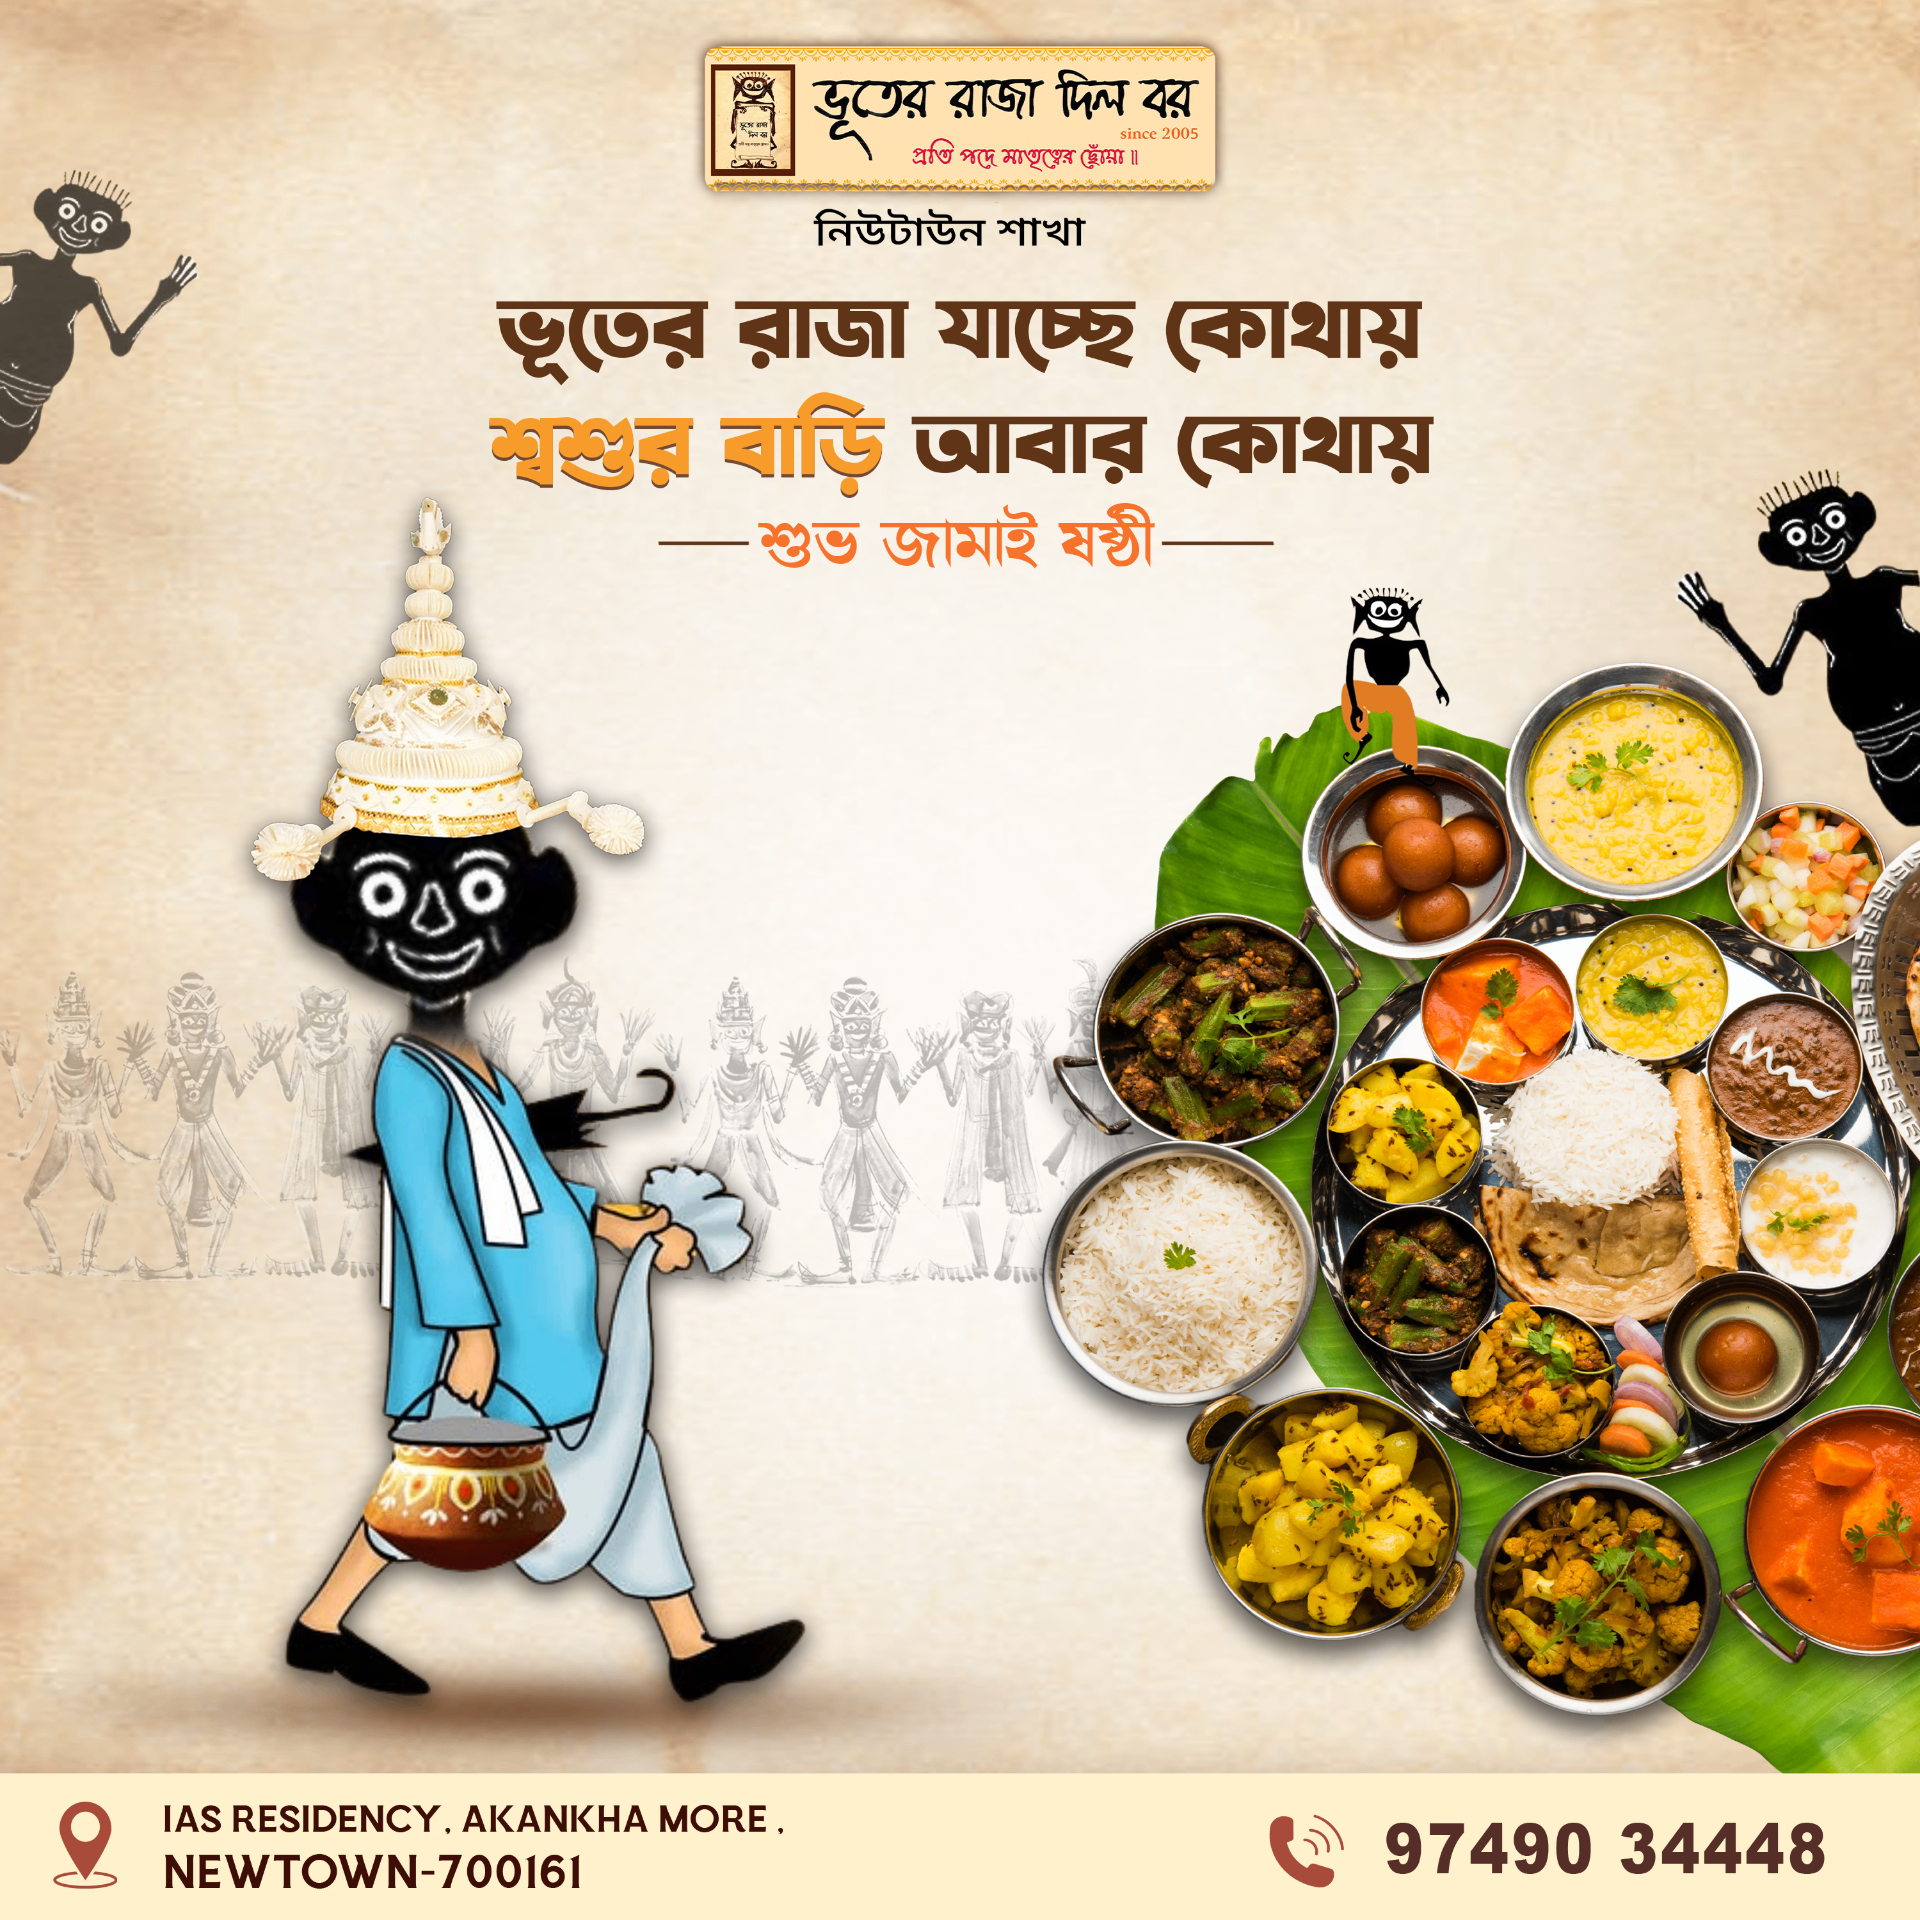 ভূতের রাজা দিল বর
since 2005
প্রতি পদে মাতৃত্বের ছোঁয়া ॥
নিউটাউন শাখা
ভূতের রাজা যাচ্ছে কোথায়
শ্বশুর বাড়ি আবার কোথায়
শুভ জামাই ষষ্ঠী
IAS RESIDENCY, AKANKHA MORE ,
NEWTOWN-700161
97490 34448